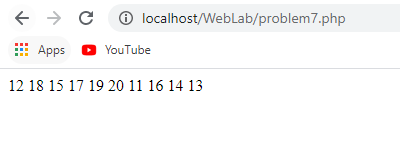 localhost/WebLab/problem7.php
Apps YouTube
12 18 15 17 19 20 11 16 14 13